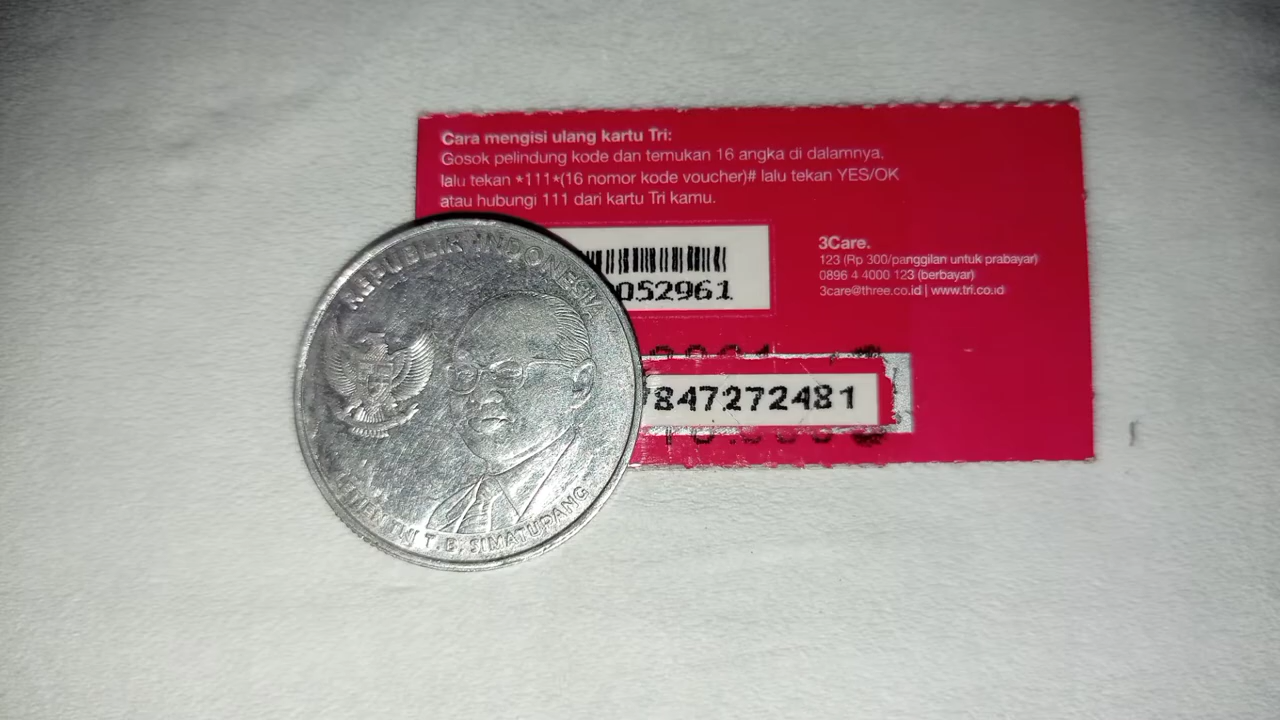 Cara mengisi ulang kartu Tri:
Gosok pelindung kode dan temukan 16 angka di dalamnya,
lalu tekan *111*(16 nomor kode voucher)# lalu tekan YES/OK
atau hubungi 111 dari kartu Tri kamu.
REPUBLIK INDONESIA
052961
3Care.
123 (Rp 300/panggilan untuk prabayar)
0896 4 4000 123 (berbayar)
3care@three.co.id | www.tri.co.id
847272481
T.B. SIMATUPANG